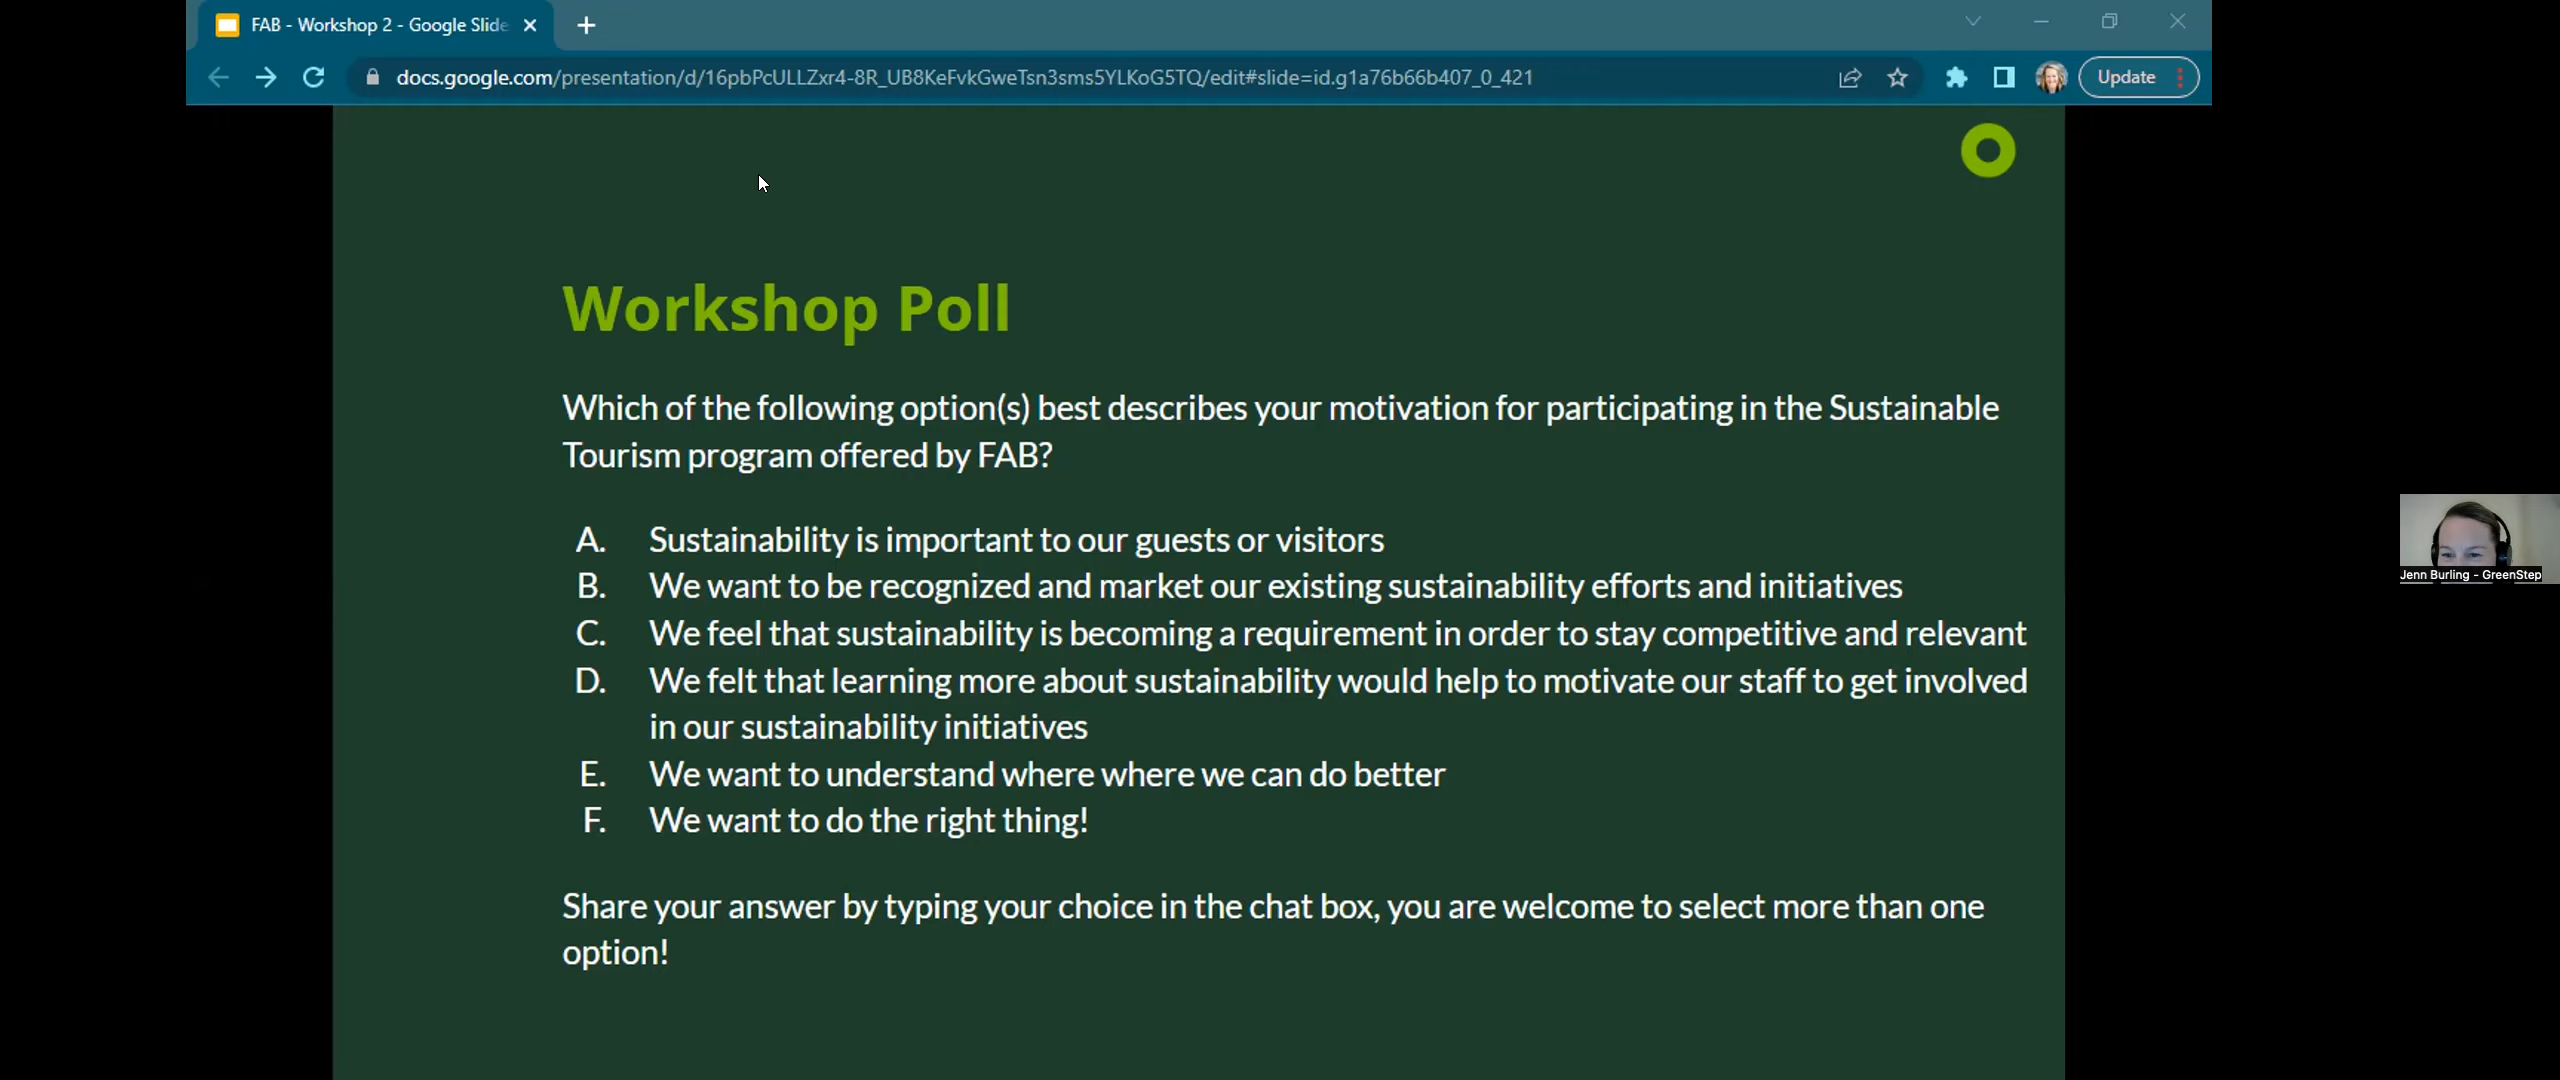 FAB - Workshop 2 - Google Slide
docs.google.com/presentation/d/16pbPcULLZxr4-8R_UB8KeFvkGweTsn3sms5YLKoG5TQ/edit#slide=id.g1a76b66b407_0_421
Update
Workshop Poll
Which of the following option(s) best describes your motivation for participating in the Sustainable
Tourism program offered by FAB?
A. Sustainability is important to our guests or visitors
B. We want to be recognized and market our existing sustainability efforts and initiatives
C. We feel that sustainability is becoming a requirement in order to stay competitive and relevant
D. We felt that learning more about sustainability would help to motivate our staff to get involved
in our sustainability initiatives
E. We want to understand where where we can do better
F. We want to do the right thing!
Share your answer by typing your choice in the chat box, you are welcome to select more than one
option!
Jenn Burling - GreenStep